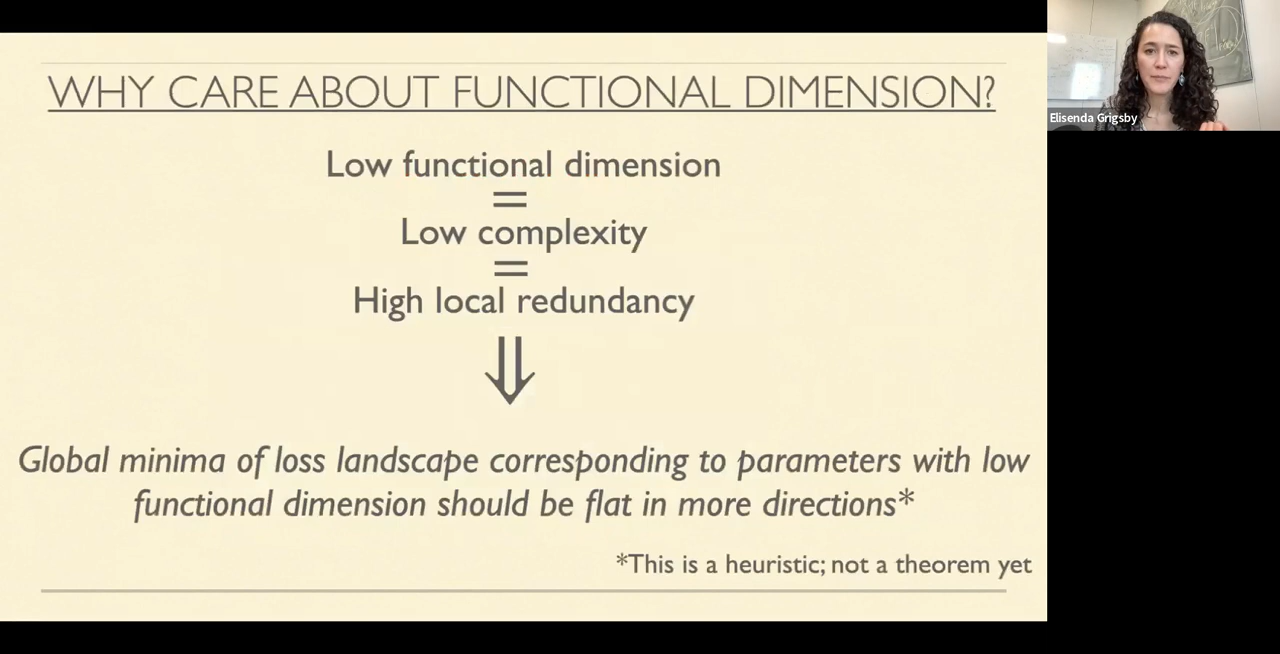 WHY CARE ABOUT FUNCTIONAL DIMENSION?
Low functional dimension
=
Low complexity
=
High local redundancy
⇓
Global minima of loss landscape corresponding to parameters with low
functional dimension should be flat in more directions*
*This is a heuristic; not a theorem yet
Elisenda Grigsby